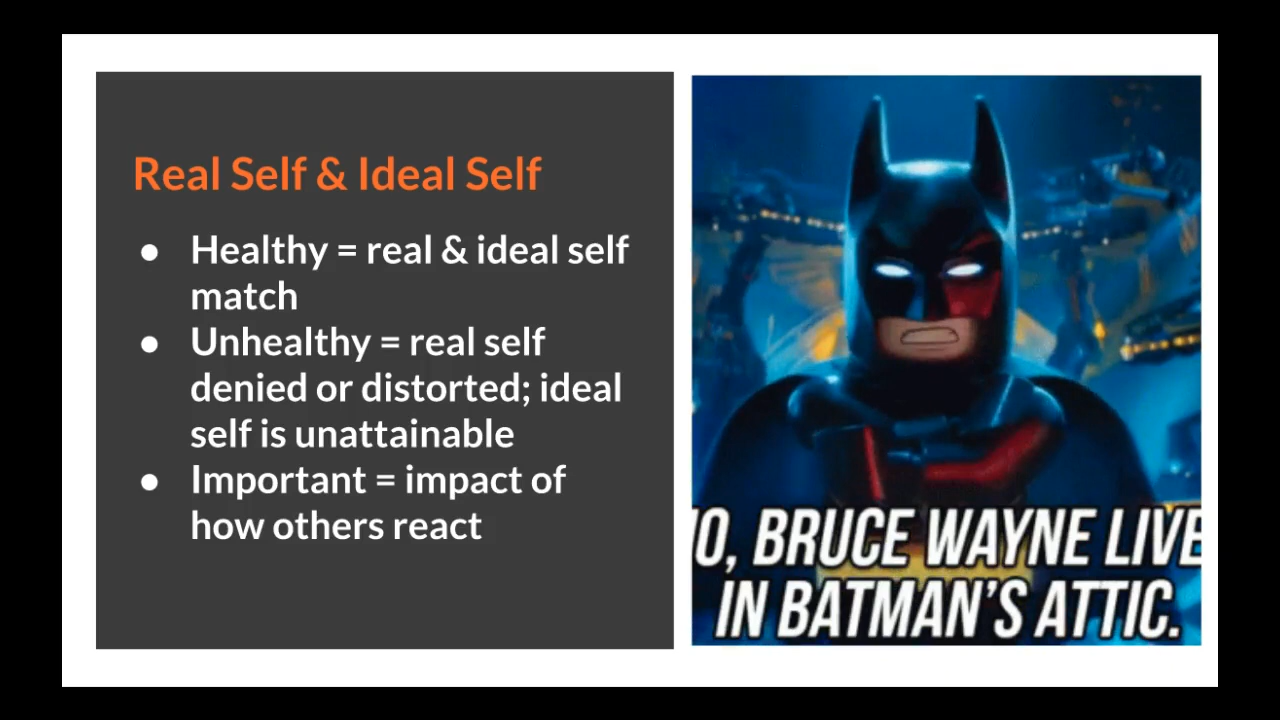 Real Self & Ideal Self
● Healthy = real & ideal self
match
● Unhealthy = real self
denied or distorted; ideal
self is unattainable
● Important = impact of
how others react
O, BRUCE WAYNE LIVE
IN BATMAN'S ATTIC.